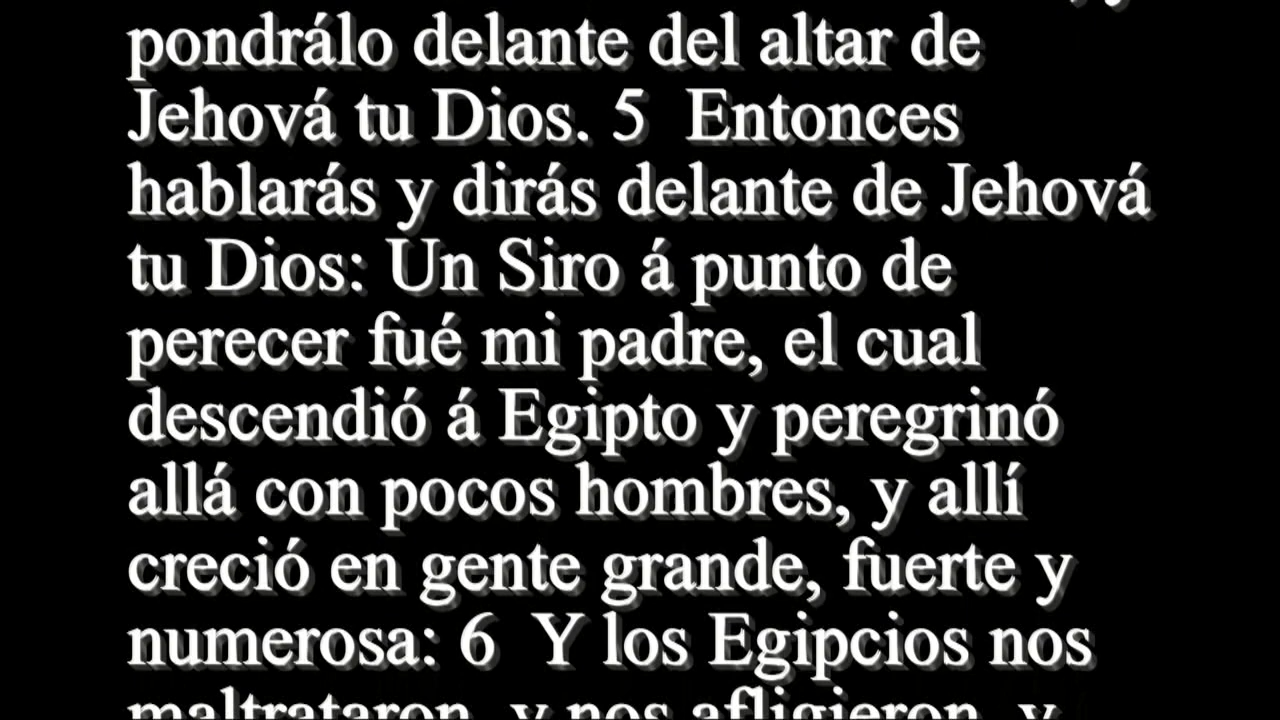 pondrálo delante del altar de
Jehová tu Dios. 5 Entonces
hablarás y dirás delante de Jehová
tu Dios: Un Siro á punto de
perecer fué mi padre, el cual
descendió á Egipto y peregrinó
allá con pocos hombres, y allí
creció en gente grande, fuerte y
numerosa: 6 Y los Egipcios nos
maltrataron, y nos afligieron, y